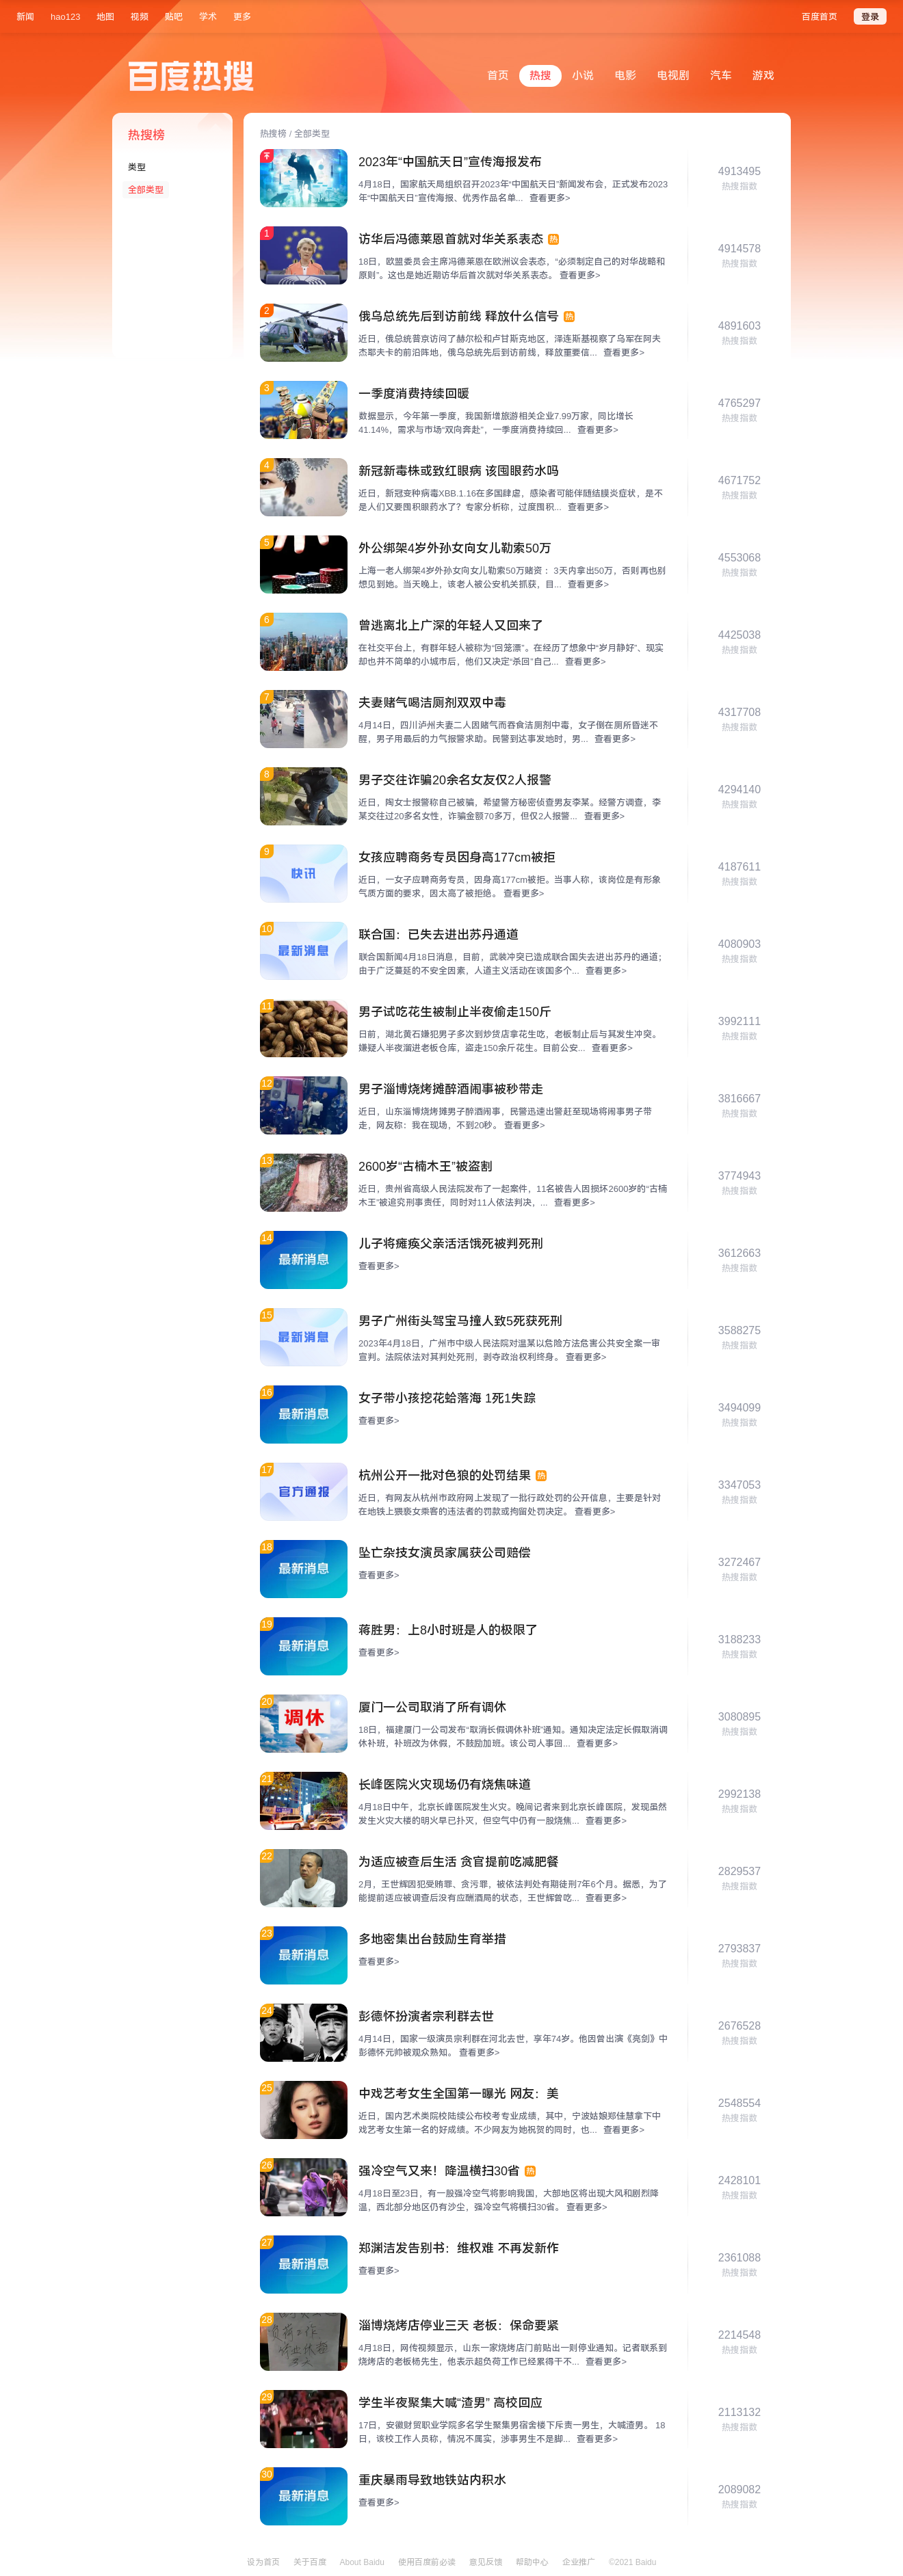 新闻 hao123 地图 视频 贴吧 学术 更多 百度首页 登录
百度热搜
首页 热搜 小说 电影 电视剧 汽车 游戏
热搜榜
类型
全部类型
热搜榜 / 全部类型
2023年“中国航天日”宣传海报发布
4月18日，国家航天局组织召开2023年“中国航天日”新闻发布会，正式发布2023
年“中国航天日”宣传海报、优秀作品名单... 查看更多>
4913495
热搜指数
1
访华后冯德莱恩首就对华关系表态 热
18日，欧盟委员会主席冯德莱恩在欧洲议会表态，“必须制定自己的对华战略和
原则”。这也是她近期访华后首次就对华关系表态。 查看更多>
4914578
热搜指数
2
俄乌总统先后到访前线 释放什么信号 热
近日，俄总统普京访问了赫尔松和卢甘斯克地区，泽连斯基视察了乌军在阿夫
杰耶夫卡的前沿阵地，俄乌总统先后到访前线，释放重要信... 查看更多>
4891603
热搜指数
3
一季度消费持续回暖
数据显示，今年第一季度，我国新增旅游相关企业7.99万家，同比增长
41.14%，需求与市场“双向奔赴”，一季度消费持续回... 查看更多>
4765297
热搜指数
4
新冠新毒株或致红眼病 该囤眼药水吗
近日，新冠变种病毒XBB.1.16在多国肆虐，感染者可能伴随结膜炎症状，是不
是人们又要囤积眼药水了？专家分析称，过度囤积... 查看更多>
4671752
热搜指数
5
外公绑架4岁外孙女向女儿勒索50万
上海一老人绑架4岁外孙女向女儿勒索50万赌资 ：3天内拿出50万，否则再也别
想见到她。当天晚上，该老人被公安机关抓获，目... 查看更多>
4553068
热搜指数
6
曾逃离北上广深的年轻人又回来了
在社交平台上，有群年轻人被称为“回笼漂”。在经历了想象中“岁月静好”、现实
却也并不简单的小城市后，他们又决定“杀回”自己... 查看更多>
4425038
热搜指数
7
夫妻赌气喝洁厕剂双双中毒
4月14日，四川泸州夫妻二人因赌气而吞食洁厕剂中毒，女子倒在厕所昏迷不
醒，男子用最后的力气报警求助。民警到达事发地时，男... 查看更多>
4317708
热搜指数
8
男子交往诈骗20余名女友仅2人报警
近日，陶女士报警称自己被骗，希望警方秘密侦查男友李某。经警方调查，李
某交往过20多名女性，诈骗金额70多万，但仅2人报警... 查看更多>
4294140
热搜指数
9
快讯
女孩应聘商务专员因身高177cm被拒
近日，一女子应聘商务专员，因身高177cm被拒。当事人称，该岗位是有形象
气质方面的要求，因太高了被拒绝。 查看更多>
4187611
热搜指数
10
最新消息
联合国：已失去进出苏丹通道
联合国新闻4月18日消息，目前，武装冲突已造成联合国失去进出苏丹的通道；
由于广泛蔓延的不安全因素，人道主义活动在该国多个... 查看更多>
4080903
热搜指数
11
男子试吃花生被制止半夜偷走150斤
日前，湖北黄石嫌犯男子多次到炒货店拿花生吃，老板制止后与其发生冲突。
嫌疑人半夜溜进老板仓库，盗走150余斤花生。目前公安... 查看更多>
3992111
热搜指数
12
男子淄博烧烤摊醉酒闹事被秒带走
近日，山东淄博烧烤摊男子醉酒闹事，民警迅速出警赶至现场将闹事男子带
走，网友称：我在现场，不到20秒。 查看更多>
3816667
热搜指数
13
2600岁“古楠木王”被盗割
近日，贵州省高级人民法院发布了一起案件，11名被告人因损坏2600岁的“古楠
木王”被追究刑事责任，同时对11人依法判决，... 查看更多>
3774943
热搜指数
14
最新消息
儿子将瘫痪父亲活活饿死被判死刑
查看更多>
3612663
热搜指数
15
最新消息
男子广州街头驾宝马撞人致5死获死刑
2023年4月18日，广州市中级人民法院对温某以危险方法危害公共安全案一审
宣判。法院依法对其判处死刑，剥夺政治权利终身。 查看更多>
3588275
热搜指数
16
最新消息
女子带小孩挖花蛤落海 1死1失踪
查看更多>
3494099
热搜指数
17
官方通报
杭州公开一批对色狼的处罚结果 热
近日，有网友从杭州市政府网上发现了一批行政处罚的公开信息，主要是针对
在地铁上猥亵女乘客的违法者的罚款或拘留处罚决定。 查看更多>
3347053
热搜指数
18
最新消息
坠亡杂技女演员家属获公司赔偿
查看更多>
3272467
热搜指数
19
最新消息
蒋胜男：上8小时班是人的极限了
查看更多>
3188233
热搜指数
20
调休
厦门一公司取消了所有调休
18日，福建厦门一公司发布“取消长假调休补班”通知。通知决定法定长假取消调
休补班，补班改为休假，不鼓励加班。该公司人事回... 查看更多>
3080895
热搜指数
21
长峰医院火灾现场仍有烧焦味道
4月18日中午，北京长峰医院发生火灾。晚间记者来到北京长峰医院，发现虽然
发生火灾大楼的明火早已扑灭，但空气中仍有一股烧焦... 查看更多>
2992138
热搜指数
22
为适应被查后生活 贪官提前吃减肥餐
2月，王世辉因犯受贿罪、贪污罪，被依法判处有期徒刑7年6个月。据悉，为了
能提前适应被调查后没有应酬酒局的状态，王世辉曾吃... 查看更多>
2829537
热搜指数
23
最新消息
多地密集出台鼓励生育举措
查看更多>
2793837
热搜指数
24
彭德怀扮演者宗利群去世
4月14日，国家一级演员宗利群在河北去世，享年74岁。他因曾出演《亮剑》中
彭德怀元帅被观众熟知。 查看更多>
2676528
热搜指数
25
中戏艺考女生全国第一曝光 网友：美
近日，国内艺术类院校陆续公布校考专业成绩，其中，宁波姑娘郑佳慧拿下中
戏艺考女生第一名的好成绩。不少网友为她祝贺的同时，也... 查看更多>
2548554
热搜指数
26
强冷空气又来！降温横扫30省 热
4月18日至23日，有一股强冷空气将影响我国，大部地区将出现大风和剧烈降
温，西北部分地区仍有沙尘，强冷空气将横扫30省。 查看更多>
2428101
热搜指数
27
最新消息
郑渊洁发告别书：维权难 不再发新作
查看更多>
2361088
热搜指数
28
淄博烧烤店停业三天 老板：保命要紧
4月18日，网传视频显示，山东一家烧烤店门前贴出一则停业通知。记者联系到
烧烤店的老板杨先生，他表示超负荷工作已经累得干不... 查看更多>
2214548
热搜指数
29
学生半夜聚集大喊“渣男” 高校回应
17日，安徽财贸职业学院多名学生聚集男宿舍楼下斥责一男生，大喊渣男。 18
日，该校工作人员称，情况不属实，涉事男生不是脚... 查看更多>
2113132
热搜指数
30
最新消息
重庆暴雨导致地铁站内积水
查看更多>
2089082
热搜指数
设为首页 关于百度 About Baidu 使用百度前必读 意见反馈 帮助中心 企业推广 ©2021 Baidu